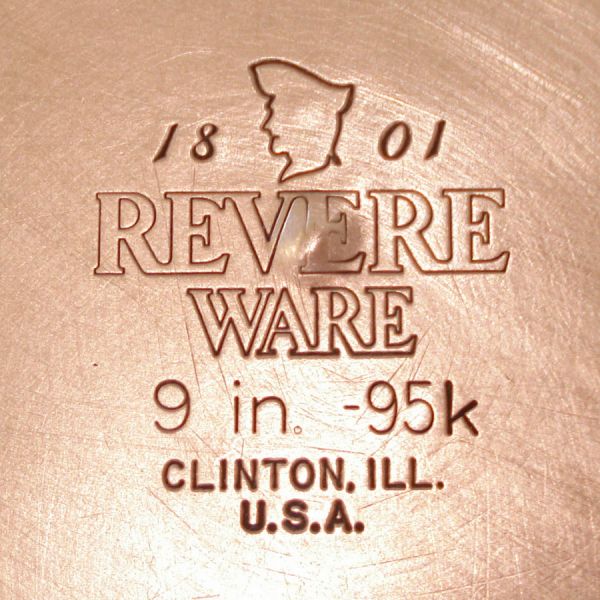 18 01
REVERE
WARE
9 in. -95k
CLINTON, ILL.
U.S.A.